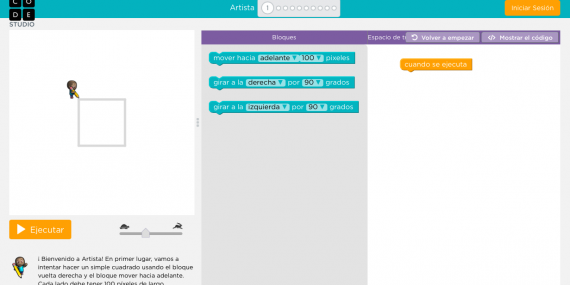 CODE
STUDIO
Artista
1
Iniciar Sesión
Bloques
Espacio de t
Volver a empezar
</> Mostrar el código
mover hacia adelante ▼ 100 pixeles
girar a la derecha ▼ por 90 ▼ grados
girar a la izquierda ▼ por 90 ▼ grados
cuando se ejecuta
Ejecutar
¡ Bienvenido a Artista! En primer lugar, vamos a
intentar hacer un simple cuadrado usando el bloque
vuelta derecha y el bloque mover hacia adelante.
Cada lado debe tener 100 píxeles de largo.